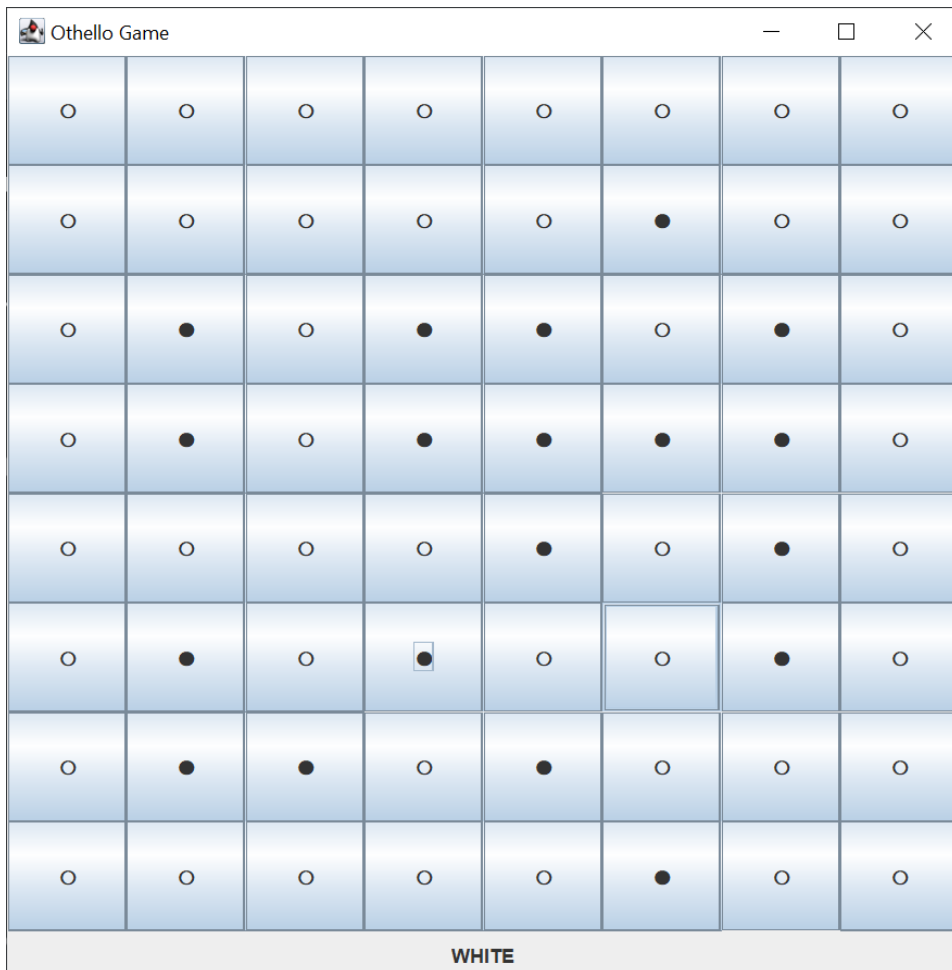 Othello Game
O O O O O O O O
O O O O O ● O O
O ● O ● ● O ● O
O ● O ● ● ● ● O
O O O O ● O ● O
O ● O ● O O ● O
O ● ● O ● O O O
O O O O O ● O O
WHITE